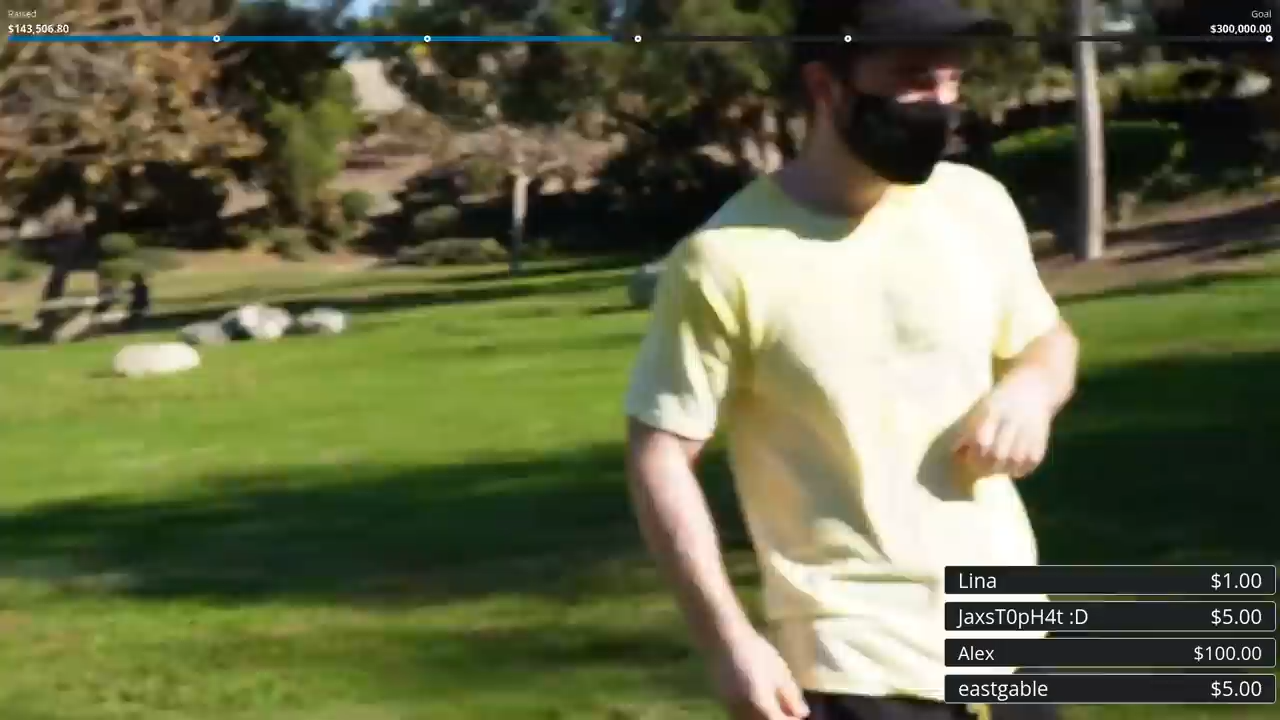 Raised
Goal
$143,506.80
$300,000.00
Lina $1.00
JaxsT0pH4t :D $5.00
Alex $100.00
eastgable $5.00